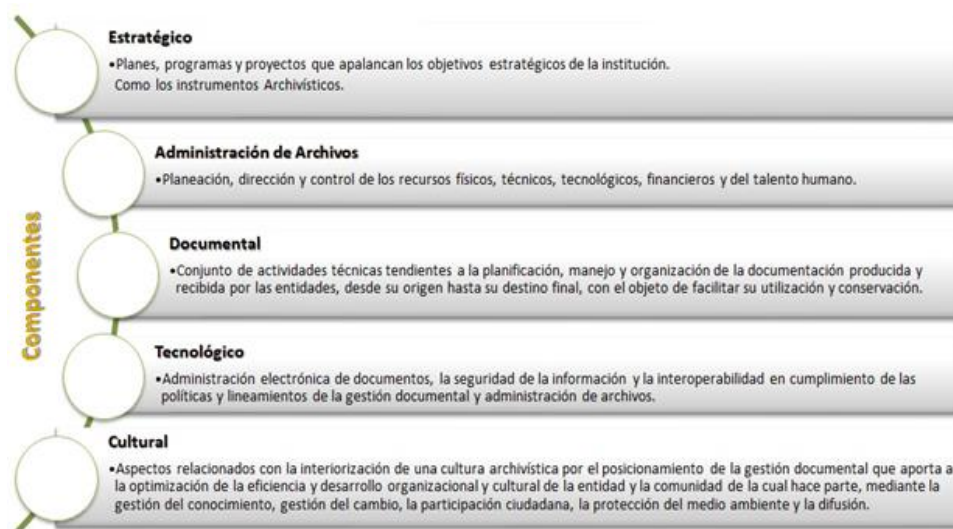 Componentes
Estratégico
•Planes, programas y proyectos que apalancan los objetivos estratégicos de la institución.
Como los instrumentos Archivísticos.
Administración de Archivos
•Planeación, dirección y control de los recursos físicos, técnicos, tecnológicos, financieros y del talento humano.
Documental
•Conjunto de actividades técnicas tendientes a la planificación, manejo y organización de la documentación producida y
recibida por las entidades, desde su origen hasta su destino final, con el objeto de facilitar su utilización y conservación.
Tecnológico
•Administración electrónica de documentos, la seguridad de la información y la interoperabilidad en cumplimiento de las
políticas y lineamientos de la gestión documental y administración de archivos.
Cultural
•Aspectos relacionados con la interiorización de una cultura archivística por el posicionamiento de la gestión documental que aporta a
la optimización de la eficiencia y desarrollo organizacional y cultural de la entidad y la comunidad de la cual hace parte, mediante la
gestión del conocimiento, gestión del cambio, la participación ciudadana, la protección del medio ambiente y la difusión.